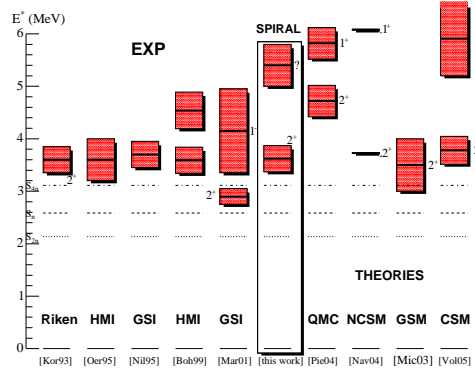 E* (MeV)
SPIRAL
EXP
6
5
4
3
2
1
0
S4n
Sn
S2n
2+
1+
2+
?
2+
1+
2+
.1+
.2+
2+
THEORIES
Riken HMI GSI HMI GSI QMC NCSM GSM CSM
[Kor93] [Oer95] [Nil95] [Boh99] [Mar01] [this work] [Pie04] [Nav04] [Mic03] [Vol05]